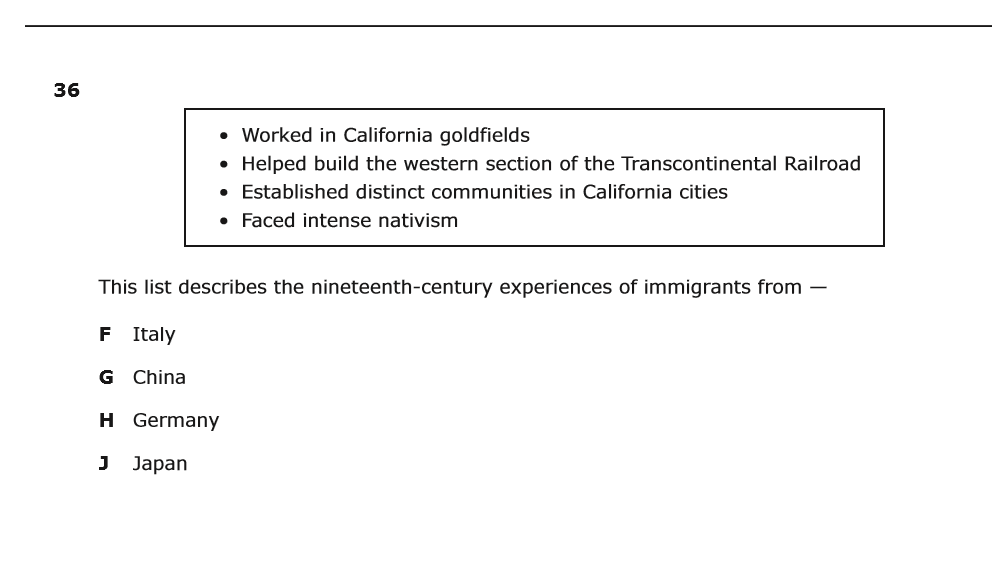 36
• Worked in California goldfields
• Helped build the western section of the Transcontinental Railroad
• Established distinct communities in California cities
• Faced intense nativism
This list describes the nineteenth-century experiences of immigrants from —
F Italy
G China
H Germany
J Japan